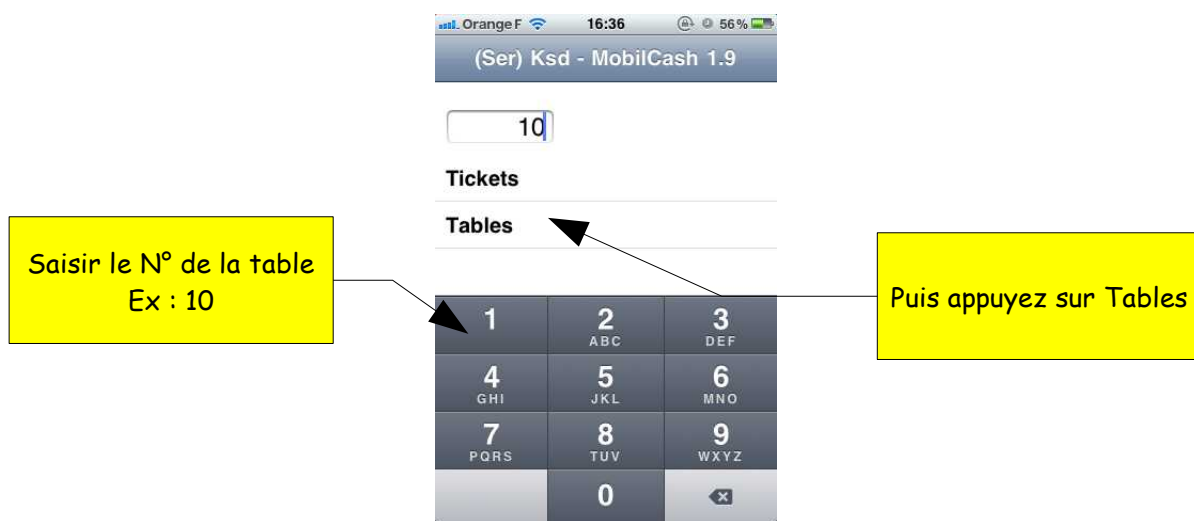 Orange F 16:36 56 %
(Ser) Ksd - MobilCash 1.9
10
Tickets
Tables
Saisir le N° de la table
Ex : 10
Puis appuyez sur Tables
1 2 3
ABC DEF
4 5 6
GHI JKL MNO
7 8 9
PQRS TUV WXYZ
0